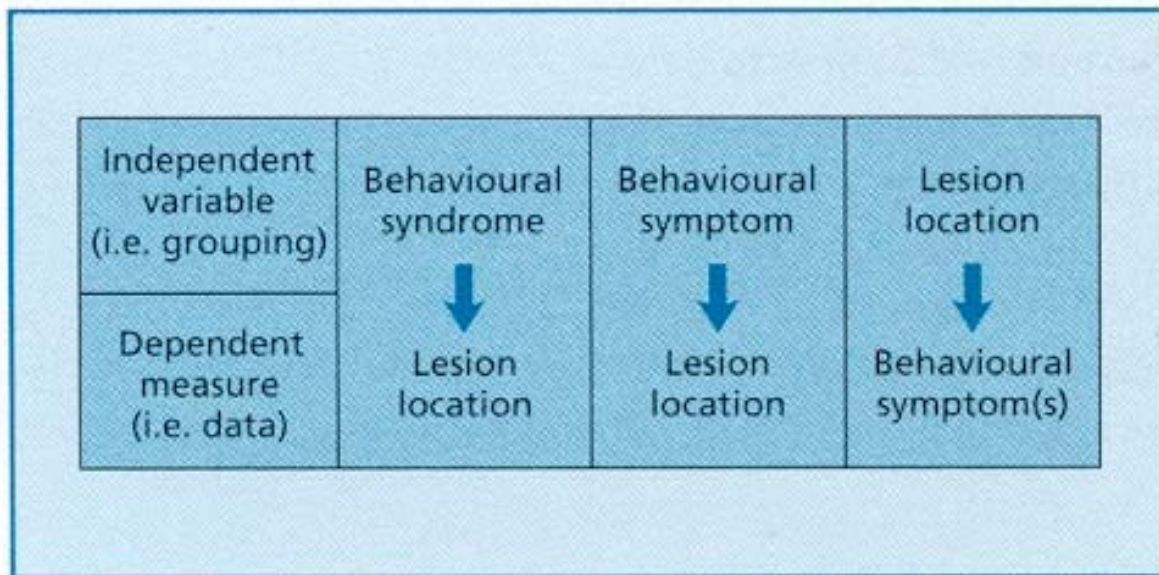 Independent
variable
(i.e. grouping)
Dependent
measure
(i.e. data)
Behavioural
syndrome
Lesion
location
Behavioural
symptom
Lesion
location
Lesion
location
Behavioural
symptom(s)